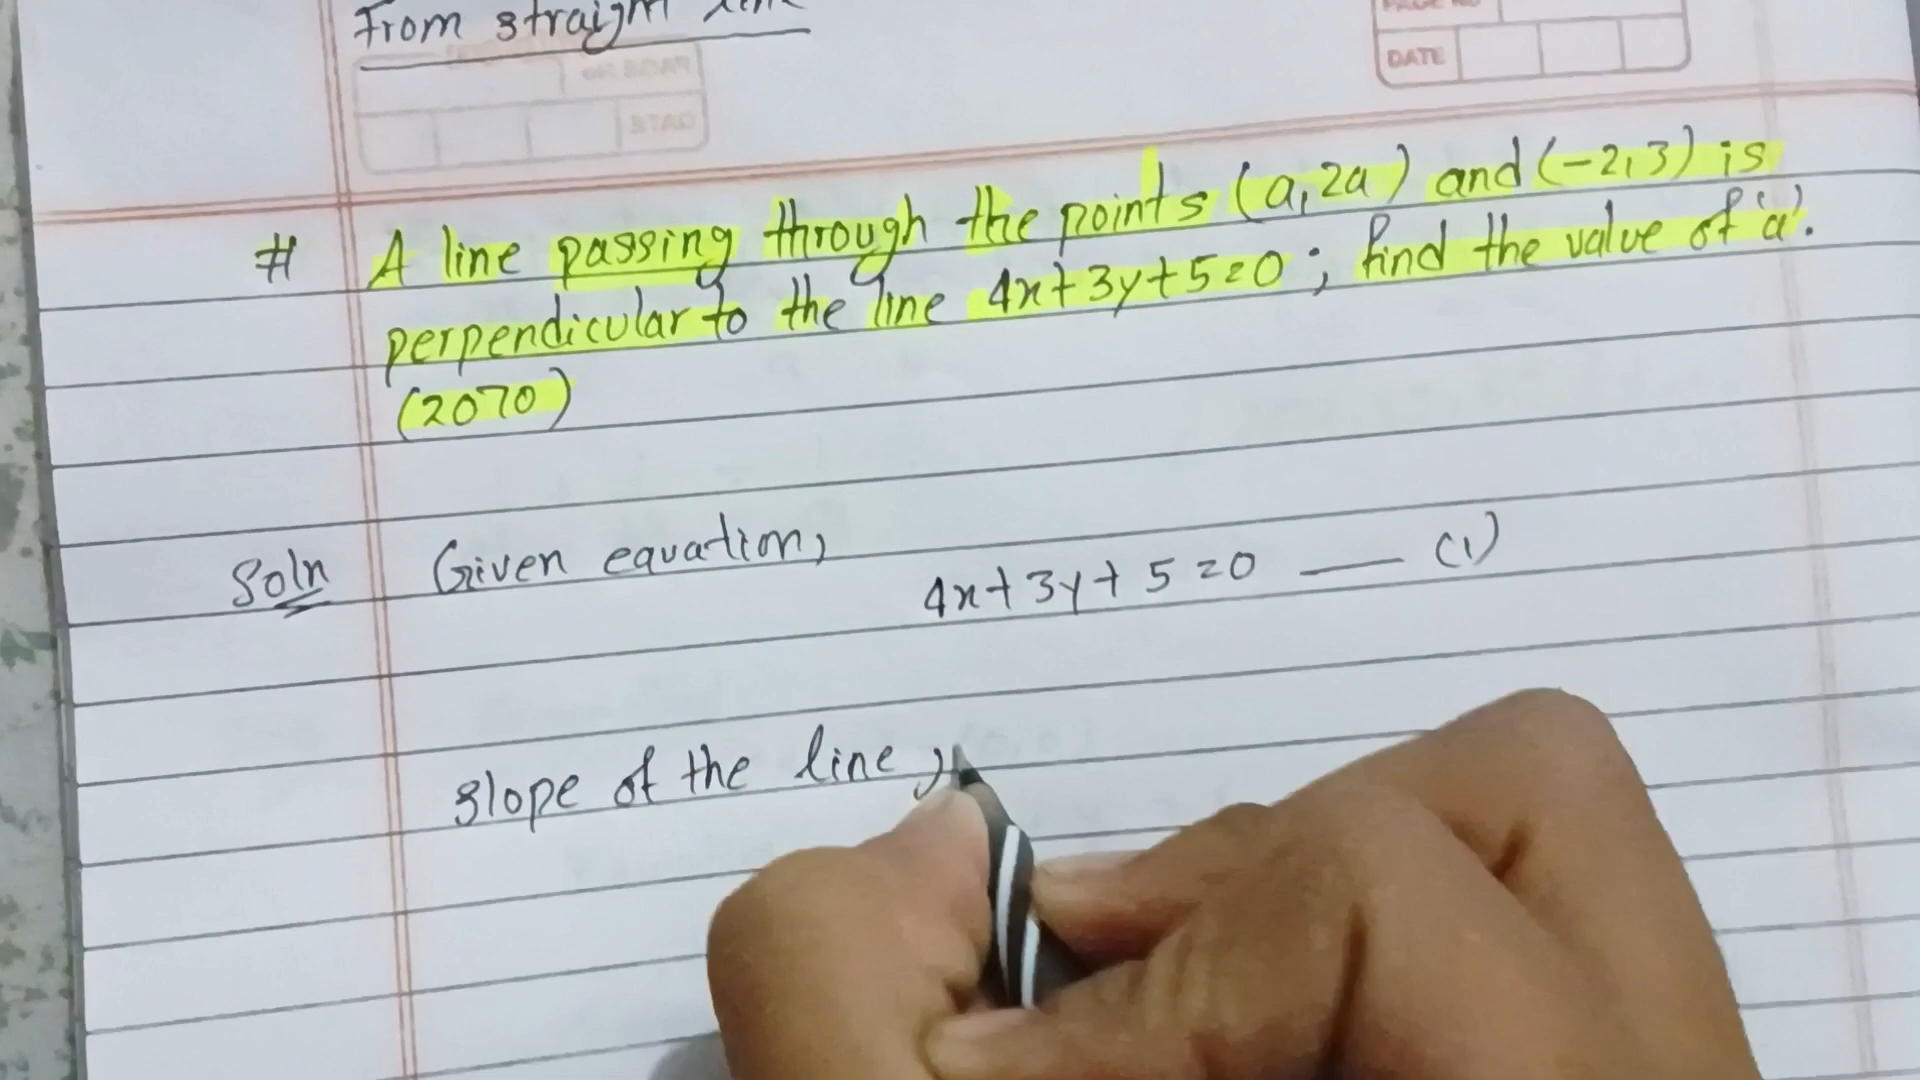 From straight line
DATE
# A line passing through the points (a,2a) and (-2,3) is
perpendicular to the line 4x+3y+5=0; find the value of 'a'.
(2070)
Soln Given equation,
4x+3y+5=0 — (1)
slope of the line,